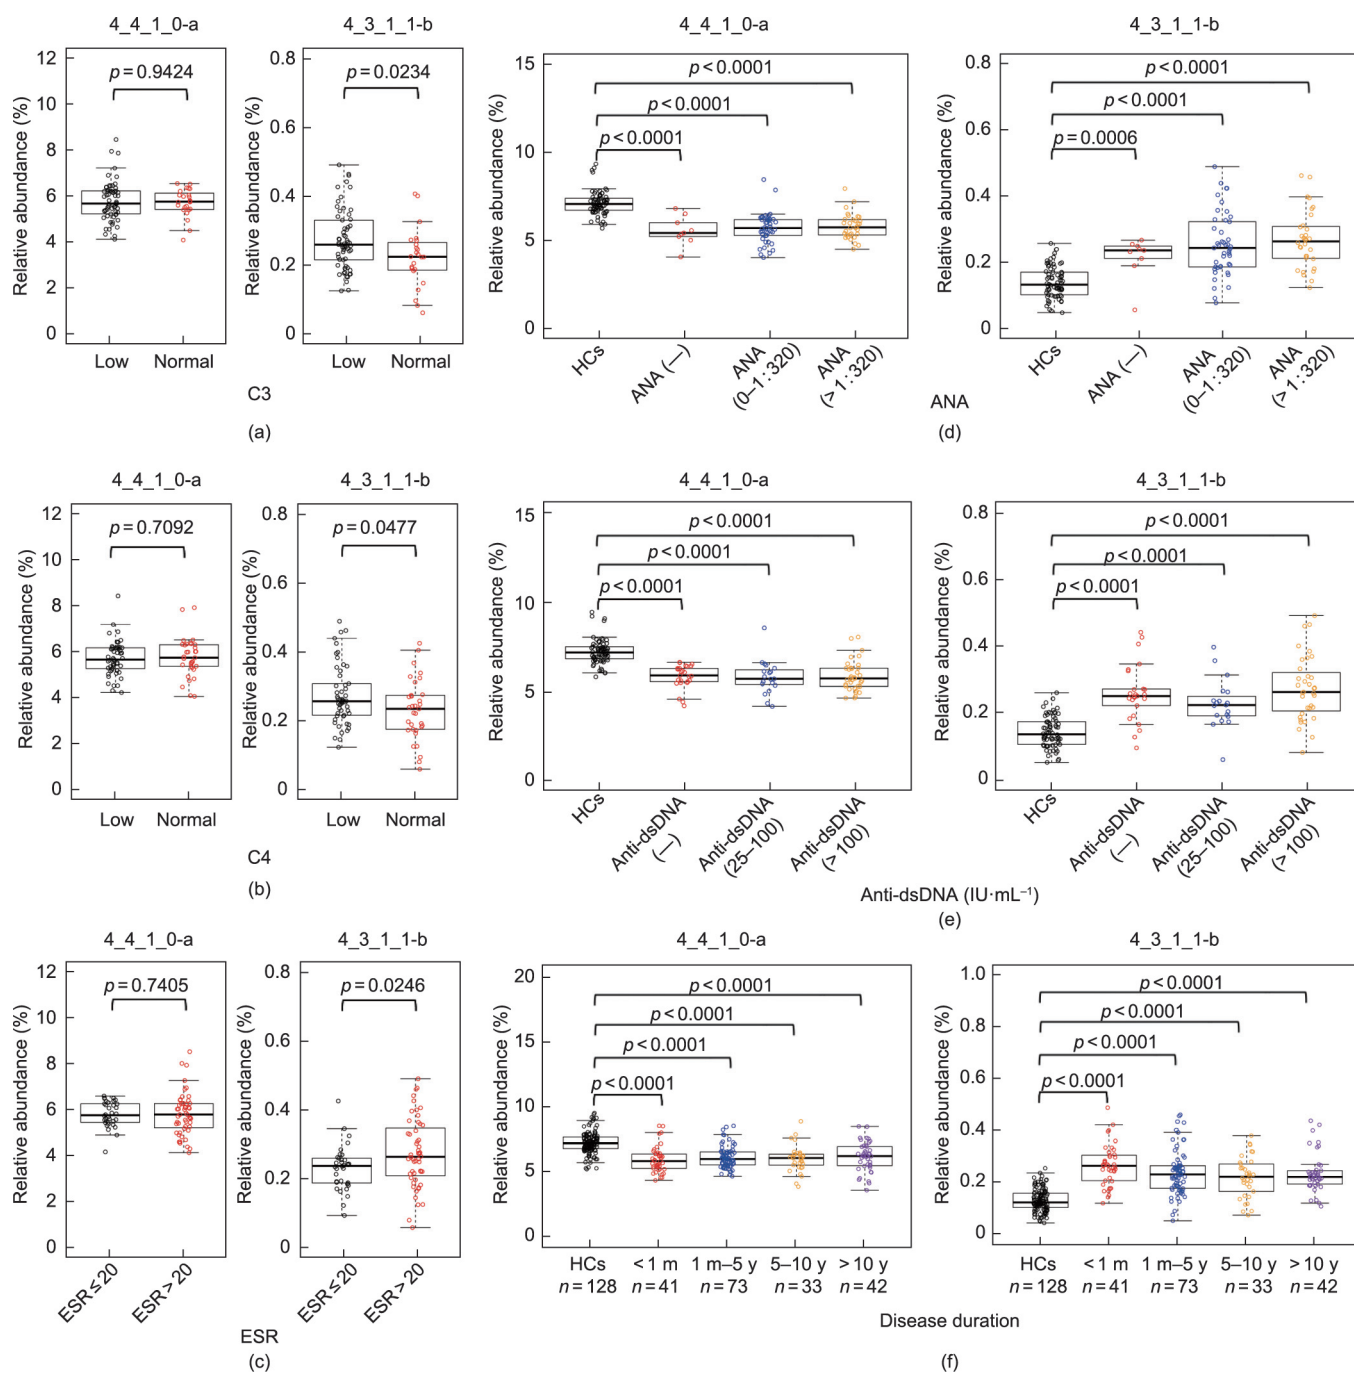 4_4_1_0-a
Relative abundance (%)
12
10
8
6
4
2
0
p = 0.9424
Low
Normal
4_3_1_1-b
Relative abundance (%)
0.8
0.6
0.4
0.2
0
p = 0.0234
Low
Normal
C3
(a)
4_4_1_0-a
Relative abundance (%)
15
10
5
0
p < 0.0001
p < 0.0001
p < 0.0001
HCs
ANA (—)
ANA
(0–1:320)
ANA
(> 1:320)
4_3_1_1-b
Relative abundance (%)
0.8
0.6
0.4
0.2
0
p < 0.0001
p < 0.0001
p = 0.0006
HCs
ANA (—)
ANA
(0–1:320)
ANA
(> 1:320)
ANA
(d)
4_4_1_0-a
Relative abundance (%)
12
10
8
6
4
2
0
p = 0.7092
Low
Normal
4_3_1_1-b
Relative abundance (%)
0.8
0.6
0.4
0.2
0
p = 0.0477
Low
Normal
C4
(b)
4_4_1_0-a
Relative abundance (%)
15
10
5
0
p < 0.0001
p < 0.0001
p < 0.0001
HCs
Anti-dsDNA
(—)
Anti-dsDNA
(25–100)
Anti-dsDNA
(> 100)
4_3_1_1-b
Relative abundance (%)
0.8
0.6
0.4
0.2
0
p < 0.0001
p < 0.0001
p < 0.0001
HCs
Anti-dsDNA
(—)
Anti-dsDNA
(25–100)
Anti-dsDNA
(> 100)
Anti-dsDNA (IU·mL⁻¹)
(e)
4_4_1_0-a
Relative abundance (%)
12
10
8
6
4
2
0
p = 0.7405
ESR ≤ 20
ESR > 20
4_3_1_1-b
Relative abundance (%)
0.8
0.6
0.4
0.2
0
p = 0.0246
ESR ≤ 20
ESR > 20
ESR
(c)
4_4_1_0-a
Relative abundance (%)
20
15
10
5
0
p < 0.0001
p < 0.0001
p < 0.0001
p < 0.0001
HCs
< 1 m
1 m–5 y
5–10 y
> 10 y
n = 128
n = 41
n = 73
n = 33
n = 42
4_3_1_1-b
Relative abundance (%)
1.0
0.8
0.6
0.4
0.2
0
p < 0.0001
p < 0.0001
p < 0.0001
p < 0.0001
HCs
< 1 m
1 m–5 y
5–10 y
> 10 y
n = 128
n = 41
n = 73
n = 33
n = 42
Disease duration
(f)